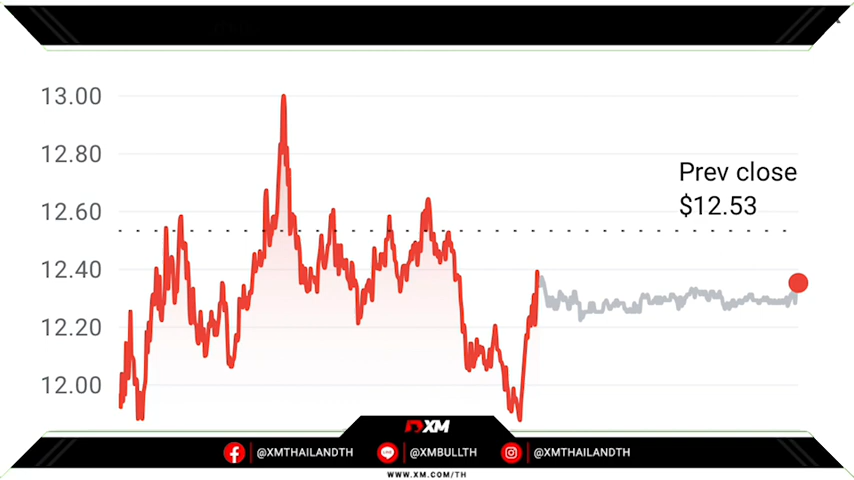 13.00
12.80
Prev close
12.60
$12.53
12.40
12.20
12.00
XM
@XMTHAILANDTH
@XMBULLTH
@XMTHAILANDTH
WWW.XM.COM/TH